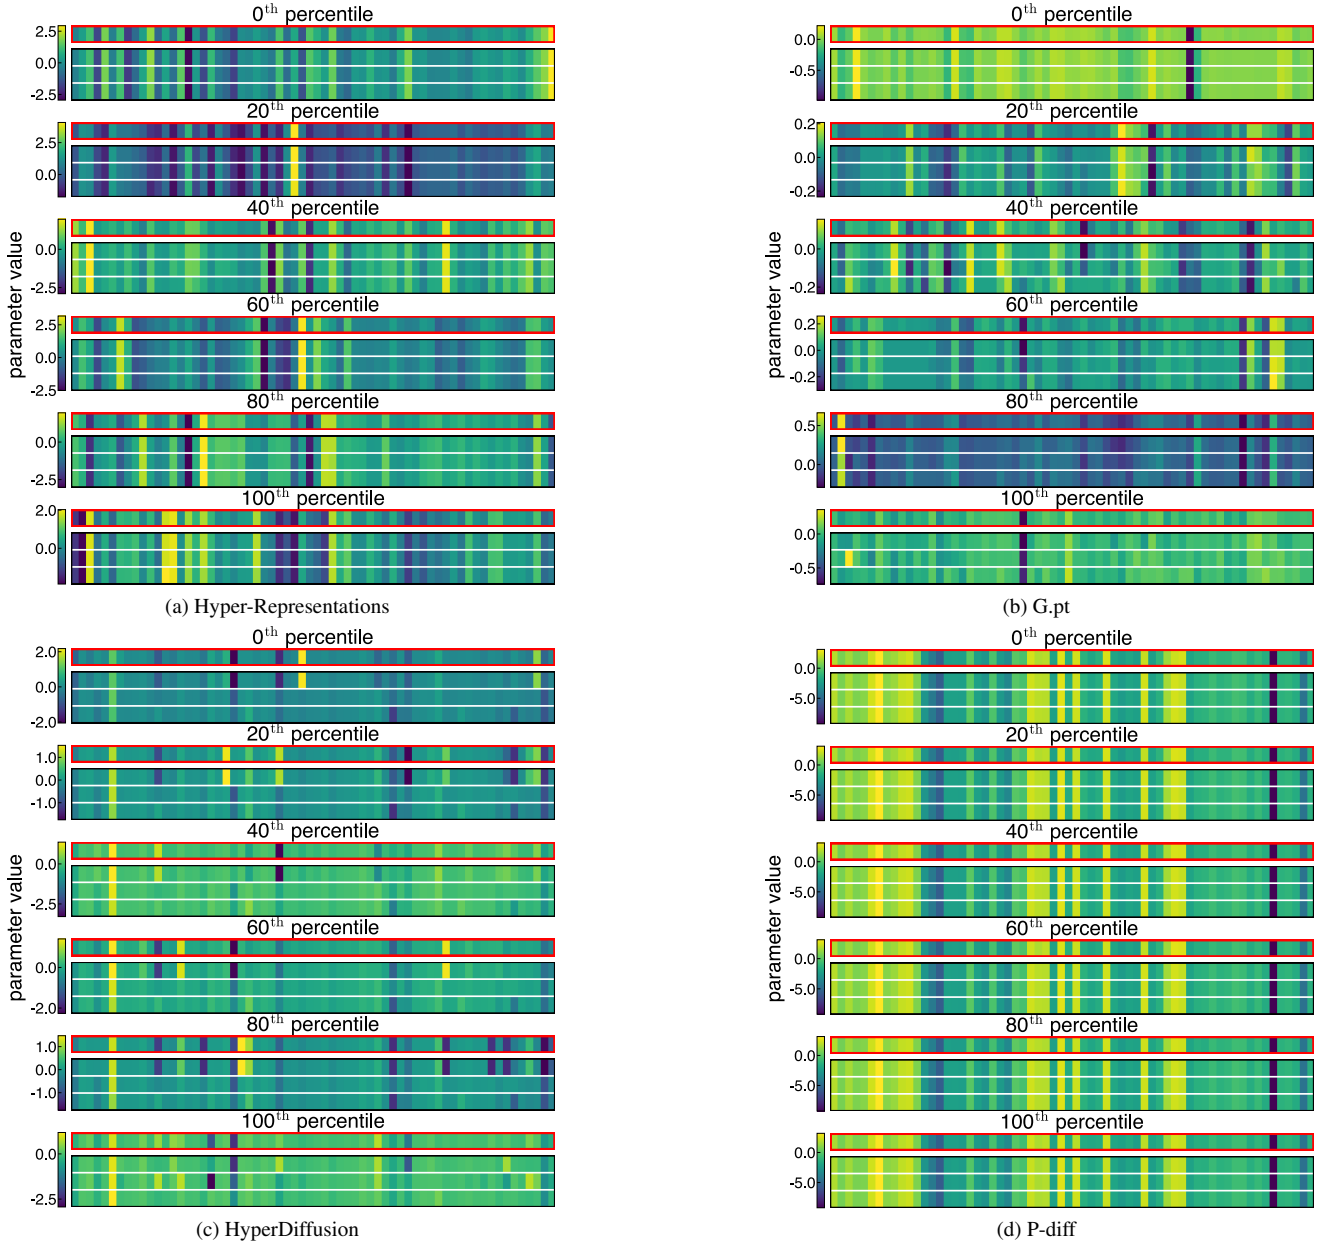 0th percentile
2.5
0.0
-2.5
20th percentile
2.5
0.0
40th percentile
0.0
-2.5
60th percentile
2.5
0.0
-2.5
80th percentile
0.0
-2.5
100th percentile
2.0
0.0
parameter value
(a) Hyper-Representations
0th percentile
0.0
-0.5
20th percentile
0.2
0.0
-0.2
40th percentile
0.0
-0.2
60th percentile
0.2
0.0
-0.2
80th percentile
0.5
0.0
100th percentile
0.0
-0.5
parameter value
(b) G.pt
0th percentile
2.0
0.0
-2.0
20th percentile
1.0
0.0
-1.0
40th percentile
0.0
-2.5
60th percentile
0.0
-2.0
80th percentile
1.0
0.0
-1.0
100th percentile
0.0
-2.5
parameter value
(c) HyperDiffusion
0th percentile
0.0
-5.0
20th percentile
0.0
-5.0
40th percentile
0.0
-5.0
60th percentile
0.0
-5.0
80th percentile
0.0
-5.0
100th percentile
0.0
-5.0
parameter value
(d) P-diff